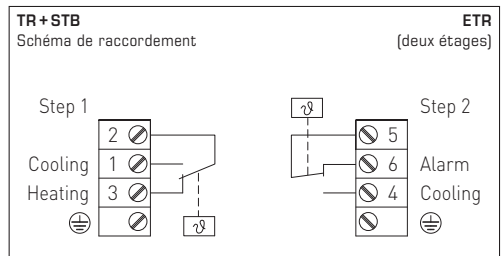 TR+STB ETR
Schéma de raccordement (deux étages)
Step 1 ϑ Step 2
2 5
Cooling 1 6 Alarm
Heating 3 4 Cooling
ϑ